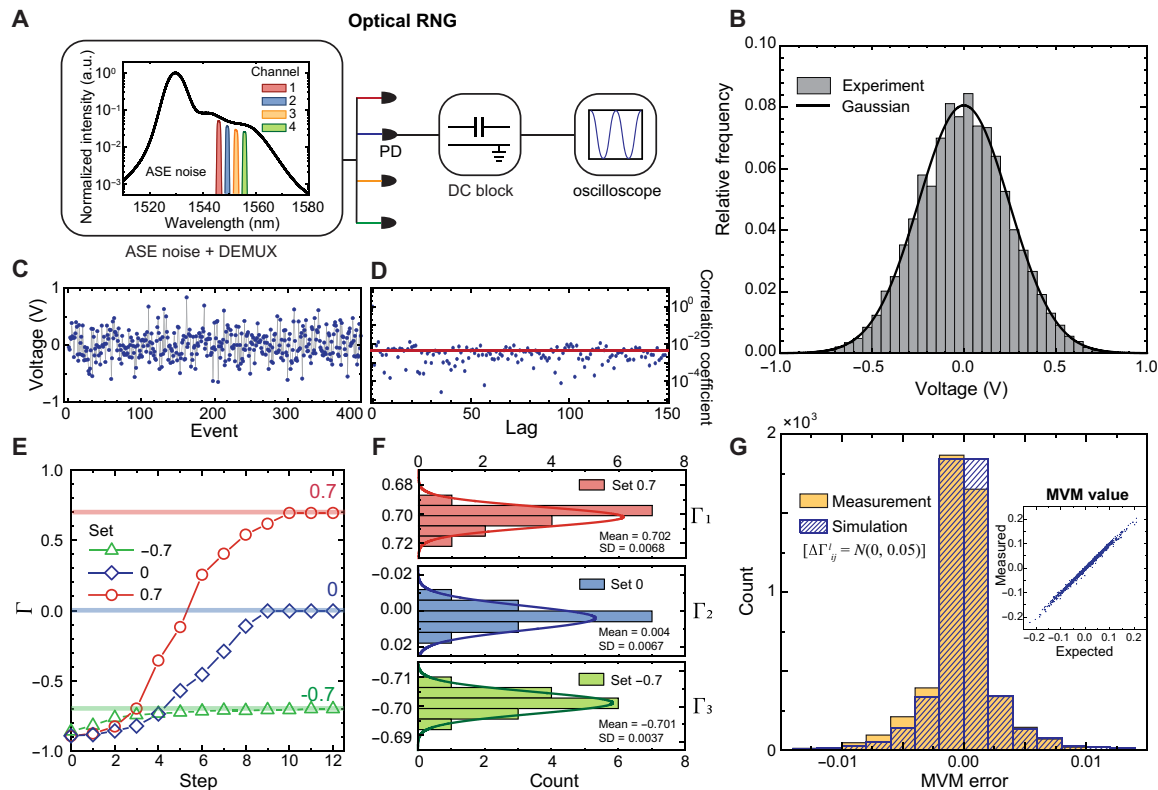 A
Optical RNG
Normalized intensity (a.u.)
10⁰
10⁻¹
10⁻²
10⁻³
Channel
1
2
3
4
ASE noise
1520 1540 1560 1580
Wavelength (nm)
ASE noise + DEMUX
PD
DC block
oscilloscope
B
Relative frequency
0.10
0.08
0.06
0.04
0.02
0.00
Experiment
Gaussian
−1.0 −0.5 0.0 0.5 1.0
Voltage (V)
C
Voltage (V)
1
0
−1
0 100 200 300 400
Event
D
10⁰
10⁻²
10⁻⁴
Correlation coefficient
0 50 100 150
Lag
E
Γ
1.0
0.5
0.0
−0.5
−1.0
0.7
0
-0.7
Set
−0.7
0
0.7
0 2 4 6 8 10 12
Step
F
0 2 4 6 8
0.68
0.70
0.72
Set 0.7
Mean = 0.702
SD = 0.0068
Γ₁
−0.02
0.00
0.02
Set 0
Mean = 0.004
SD = 0.0067
Γ₂
−0.71
−0.70
−0.69
Set −0.7
Mean = −0.701
SD = 0.0037
Γ₃
0 2 4 6 8
Count
G
×10³
2
1
0
Count
Measurement
Simulation
[ΔΓˡᵢⱼ = N(0, 0.05)]
MVM value
Measured
0.2
0.1
0.0
−0.1
−0.2
−0.2 −0.1 0.0 0.1 0.2
Expected
−0.01 0.00 0.01
MVM error